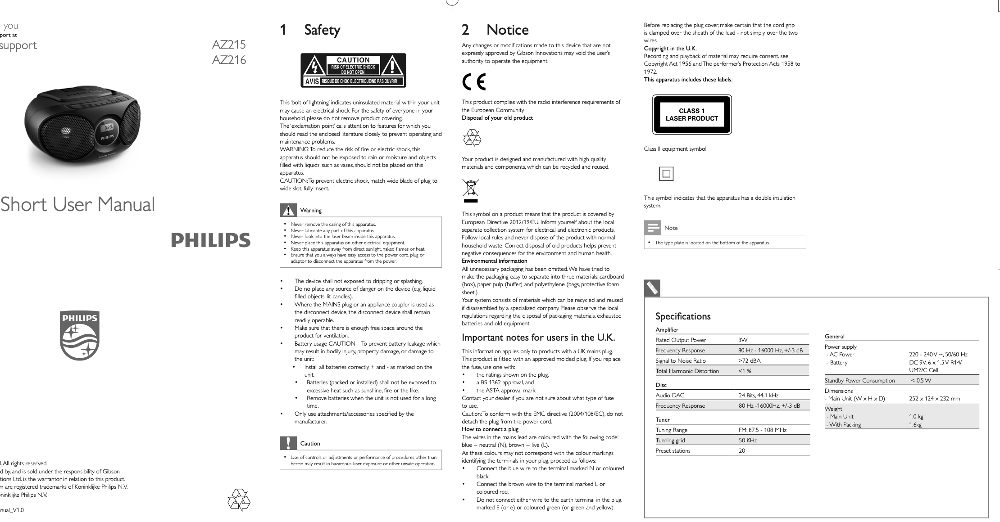 you
port at
support
AZ215
AZ216
PHILIPS
PHILIPS
DIGITAL TUNING
Short User Manual
PHILIPS
PHILIPS
d. All rights reserved.
d by, and is sold under the responsibility of Gibson
tions Ltd. is the warrantor in relation to this product.
m are registered trademarks of Koninklijke Philips N.V.
oninklijke Philips N.V.
anual_V1.0
1 Safety
CAUTION
RISK OF ELECTRIC SHOCK
DO NOT OPEN
AVIS RISQUE DE CHOC ELECTRIQUE/NE PAS OUVRIR
This ‘bolt of lightning’ indicates uninsulated material within your unit
may cause an electrical shock. For the safety of everyone in your
household, please do not remove product covering.
The ‘exclamation point’ calls attention to features for which you
should read the enclosed literature closely to prevent operating and
maintenance problems.
WARNING: To reduce the risk of fire or electric shock, this
apparatus should not be exposed to rain or moisture and objects
filled with liquids, such as vases, should not be placed on this
apparatus.
CAUTION: To prevent electric shock, match wide blade of plug to
wide slot, fully insert.
Warning
• Never remove the casing of this apparatus.
• Never lubricate any part of this apparatus.
• Never look into the laser beam inside this apparatus.
• Never place this apparatus on other electrical equipment.
• Keep this apparatus away from direct sunlight, naked flames or heat.
• Ensure that you always have easy access to the power cord, plug or
adaptor to disconnect the apparatus from the power.
• The device shall not exposed to dripping or splashing.
• Do no place any source of danger on the device (e.g. liquid
filled objects. lit candles).
• Where the MAINS plug or an appliance coupler is used as
the disconnect device, the disconnect device shall remain
readily operable.
• Make sure that there is enough free space around the
product for ventilation.
• Battery usage CAUTION – To prevent battery leakage which
may result in bodily injury, property damage, or damage to
the unit:
• Install all batteries correctly, + and - as marked on the
unit.
• Batteries (packed or installed) shall not be exposed to
excessive heat such as sunshine, fire or the like.
• Remove batteries when the unit is not used for a long
time.
• Only use attachments/accessories specified by the
manufacturer.
Caution
• Use of controls or adjustments or performance of procedures other than
herein may result in hazardous laser exposure or other unsafe operation.
2 Notice
Any changes or modifications made to this device that are not
expressly approved by Gibson Innovations may void the user’s
authority to operate the equipment.
CE
This product complies with the radio interference requirements of
the European Community.
Disposal of your old product
Your product is designed and manufactured with high quality
materials and components, which can be recycled and reused.
This symbol on a product means that the product is covered by
European Directive 2012/19/EU. Inform yourself about the local
separate collection system for electrical and electronic products.
Follow local rules and never dispose of the product with normal
household waste. Correct disposal of old products helps prevent
negative consequences for the environment and human health.
Environmental information
All unnecessary packaging has been omitted. We have tried to
make the packaging easy to separate into three materials: cardboard
(box), paper pulp (buffer) and polyethylene (bags, protective foam
sheet.)
Your system consists of materials which can be recycled and reused
if disassembled by a specialized company. Please observe the local
regulations regarding the disposal of packaging materials, exhausted
batteries and old equipment.
Important notes for users in the U.K.
This information applies only to products with a UK mains plug.
This product is fitted with an approved molded plug. If you replace
the fuse, use one with:
• the ratings shown on the plug,
• a BS 1362 approval, and
• the ASTA approval mark.
Contact your dealer if you are not sure about what type of fuse
to use.
Caution: To conform with the EMC directive (2004/108/EC), do not
detach the plug from the power cord.
How to connect a plug
The wires in the mains lead are coloured with the following code:
blue = neutral (N), brown = live (L).
As these colours may not correspond with the colour markings
identifying the terminals in your plug, proceed as follows:
• Connect the blue wire to the terminal marked N or coloured
black.
• Connect the brown wire to the terminal marked L or
coloured red.
• Do not connect either wire to the earth terminal in the plug,
marked E (or e) or coloured green (or green and yellow).
Before replacing the plug cover, make certain that the cord grip
is clamped over the sheath of the lead - not simply over the two
wires.
Copyright in the U.K.
Recording and playback of material may require consent. see
Copyright Act 1956 and The performer’s Protection Acts 1958 to
1972.
This apparatus includes these labels:
CLASS 1
LASER PRODUCT
Class II equipment symbol
This symbol indicates that the apparatus has a double insulation
system.
Note
• The type plate is located on the bottom of the apparatus.
Specifications
Amplifier
Rated Output Power 3W
Frequency Response 80 Hz - 16000 Hz, +/-3 dB
Signal to Noise Ratio >72 dBA
Total Harmonic Distortion <1 %
Disc
Audio DAC 24 Bits, 44.1 kHz
Frequency Response 80 Hz -16000Hz, +/-3 dB
Tuner
Tuning Range FM: 87.5 - 108 MHz
Tunning grid 50 KHz
Preset stations 20
General
Power supply
- AC Power 220 - 240 V ~, 50/60 Hz
- Battery DC 9V, 6 x 1.5 V R14/
UM2/C Cell
Standby Power Consumption < 0.5 W
Dimensions
- Main Unit (W x H x D) 252 x 124 x 232 mm
Weight
- Main Unit 1.0 kg
- With Packing 1.6kg